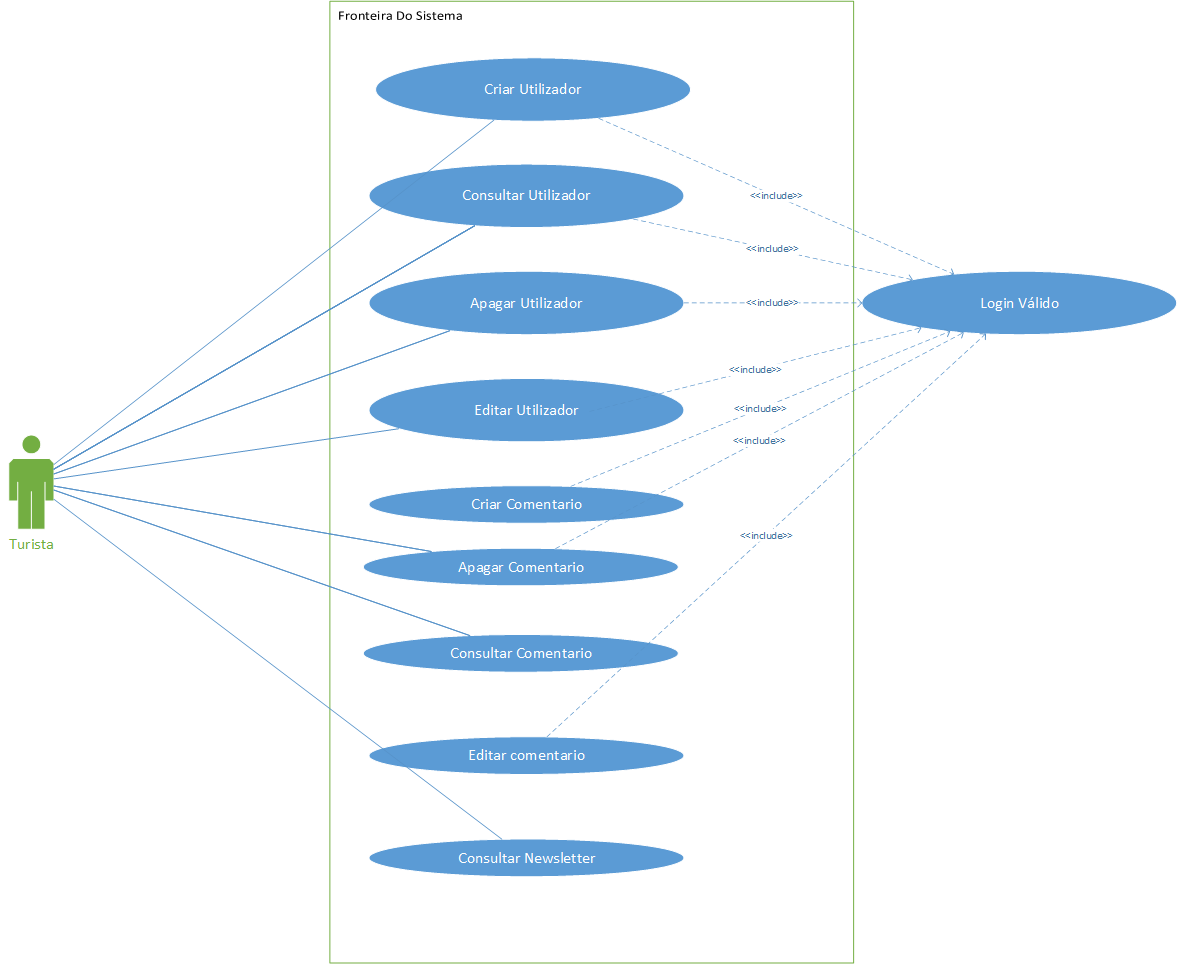 Fronteira Do Sistema
Criar Utilizador
Consultar Utilizador
<<include>>
<<include>>
Apagar Utilizador
<<include>>
Login Válido
<<include>>
Editar Utilizador
<<include>>
<<include>>
Criar Comentario
<<include>>
Turista
Apagar Comentario
Consultar Comentario
Editar comentario
Consultar Newsletter